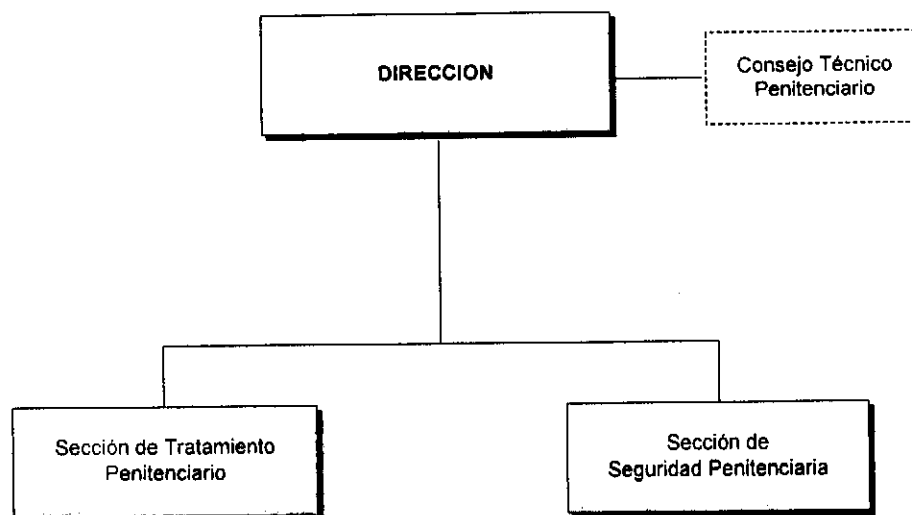 DIRECCION
Consejo Técnico
Penitenciario
Sección de Tratamiento
Penitenciario
Sección de
Seguridad Penitenciaria